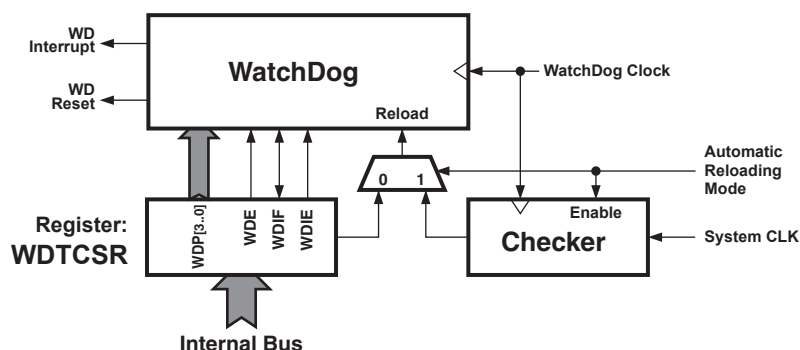 WD
Interrupt
WatchDog
WatchDog Clock
WD
Reset
Reload
Automatic
Reloading
Mode
0 1
Register:
WDTCSR
WDP[3..0]
WDE
WDIF
WDIE
Enable
Checker
System CLK
Internal Bus